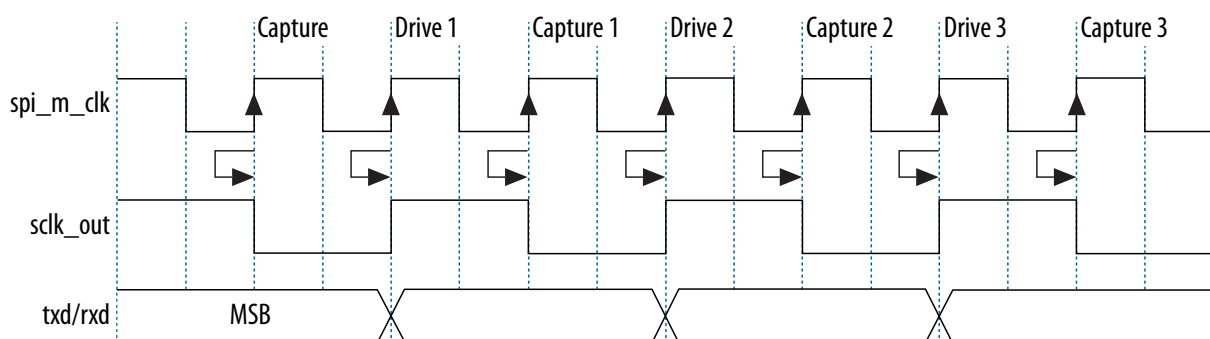 Capture Drive 1 Capture 1 Drive 2 Capture 2 Drive 3 Capture 3
spi_m_clk
sclk_out
txd/rxd MSB